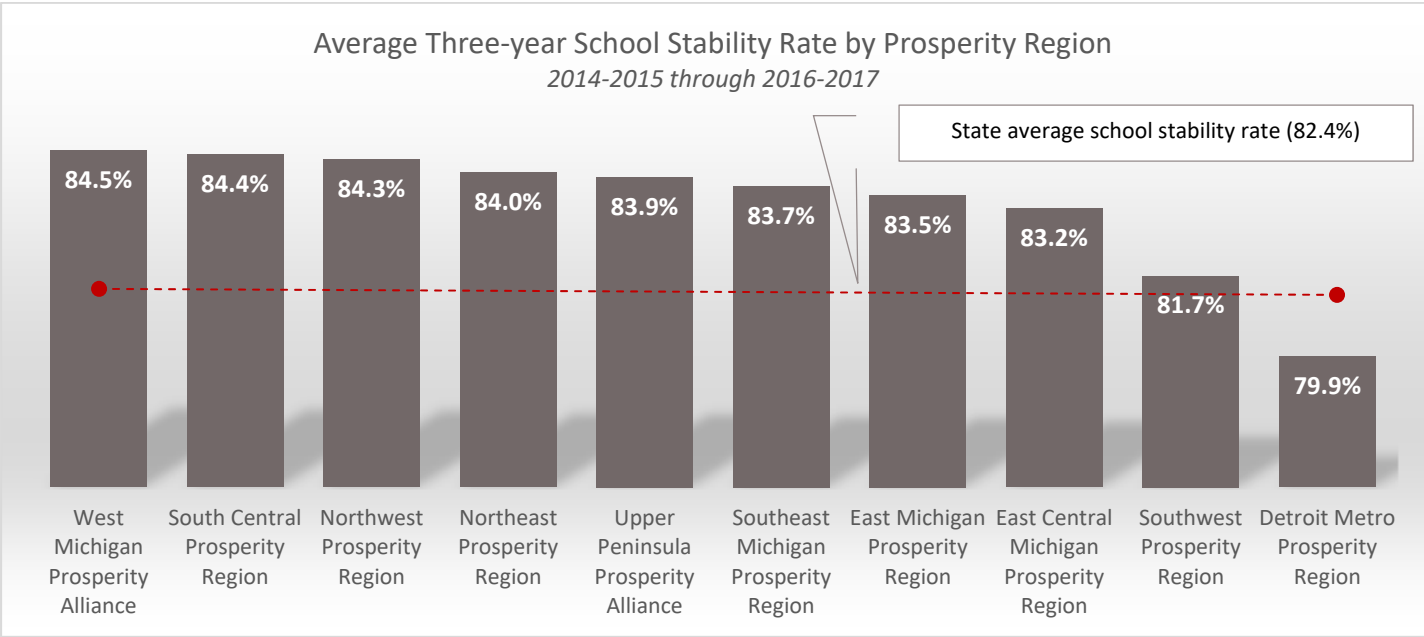 Average Three-year School Stability Rate by Prosperity Region
2014-2015 through 2016-2017
State average school stability rate (82.4%)
84.5%
84.4%
84.3%
84.0%
83.9%
83.7%
83.5%
83.2%
81.7%
79.9%
West
Michigan
Prosperity
Alliance
South Central
Prosperity
Region
Northwest
Prosperity
Region
Northeast
Prosperity
Region
Upper
Peninsula
Prosperity
Alliance
Southeast
Michigan
Prosperity
Region
East Michigan
Prosperity
Region
East Central
Michigan
Prosperity
Region
Southwest
Prosperity
Region
Detroit Metro
Prosperity
Region